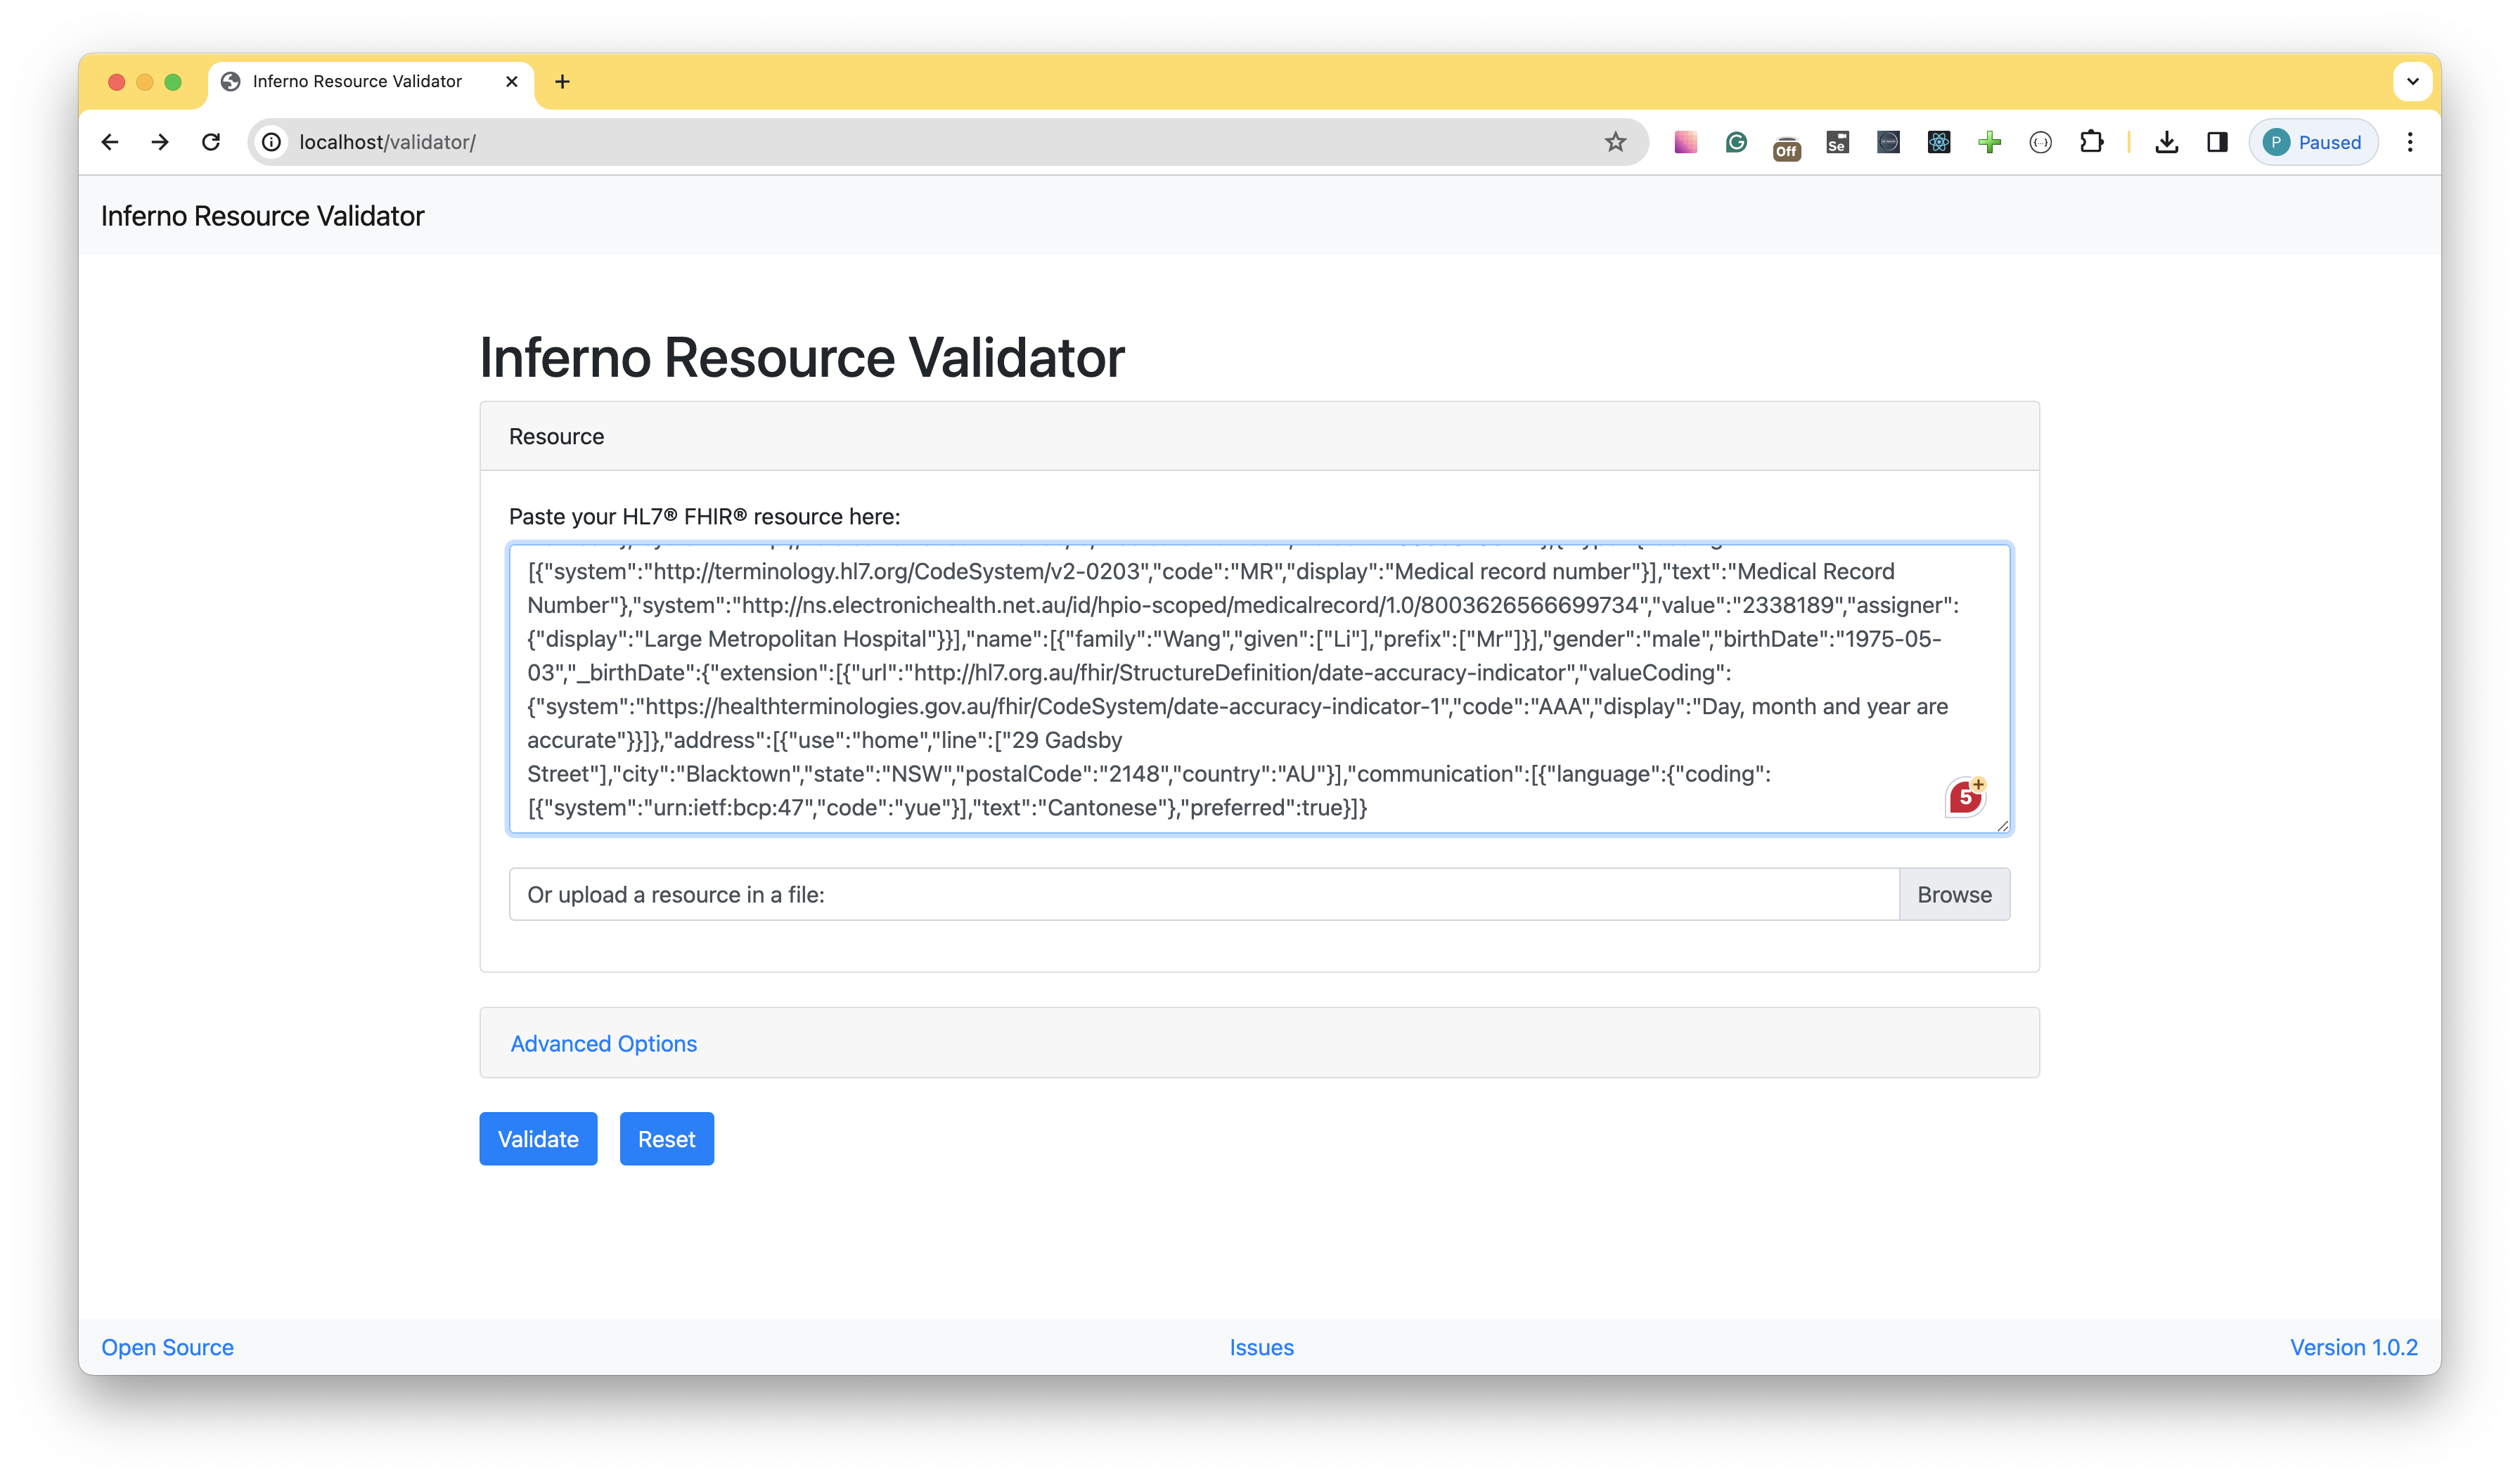 Inferno Resource Validator
localhost/validator/
Off
Se
P
Paused
Inferno Resource Validator
Inferno Resource Validator
Resource
Paste your HL7® FHIR® resource here:
[{"system":"http://terminology.hl7.org/CodeSystem/v2-0203","code":"MR","display":"Medical record number"}],"text":"Medical Record
Number"},"system":"http://ns.electronichealth.net.au/id/hpio-scoped/medicalrecord/1.0/8003626566699734","value":"2338189","assigner":
{"display":"Large Metropolitan Hospital"}}],"name":[{"family":"Wang","given":["Li"],"prefix":["Mr"]}],"gender":"male","birthDate":"1975-05-
03","_birthDate":{"extension":[{"url":"http://hl7.org.au/fhir/StructureDefinition/date-accuracy-indicator","valueCoding":
{"system":"https://healthterminologies.gov.au/fhir/CodeSystem/date-accuracy-indicator-1","code":"AAA","display":"Day, month and year are
accurate"}}]},"address":[{"use":"home","line":["29 Gadsby
Street"],"city":"Blacktown","state":"NSW","postalCode":"2148","country":"AU"}],"communication":[{"language":{"coding":
[{"system":"urn:ietf:bcp:47","code":"yue"}],"text":"Cantonese"},"preferred":true}]}
5
Or upload a resource in a file:
Browse
Advanced Options
Validate
Reset
Open Source
Issues
Version 1.0.2